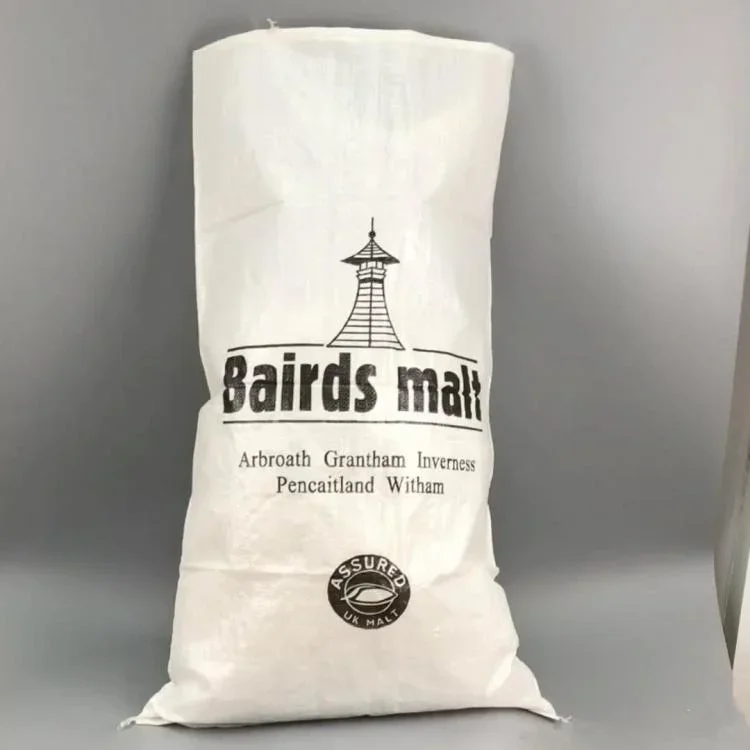 Bairds malt
Arbroath Grantham Inverness
Pencaitland Witham
ASSURED
UK MALT